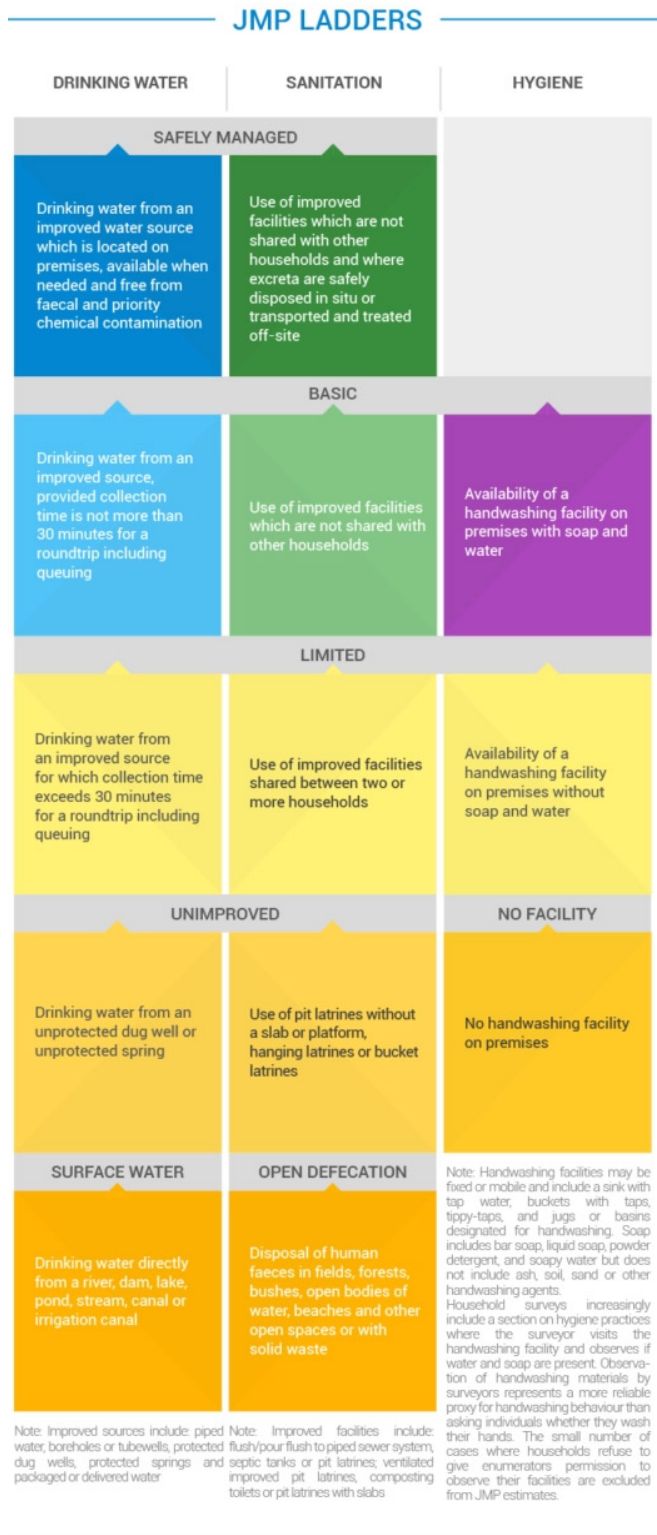 JMP LADDERS
DRINKING WATER
SANITATION
HYGIENE
SAFELY MANAGED
Drinking water from an
improved water source
which is located on
premises, available when
needed and free from
faecal and priority
chemical contamination
Use of improved
facilities which are not
shared with other
households and where
excreta are safely
disposed in situ or
transported and treated
off-site
BASIC
Drinking water from an
improved source,
provided collection
time is not more than
30 minutes for a
roundtrip including
queuing
Use of improved facilities
which are not shared with
other households
Availability of a
handwashing facility on
premises with soap and
water
LIMITED
Drinking water from
an improved source
for which collection time
exceeds 30 minutes
for a roundtrip including
queuing
Use of improved facilities
shared between two or
more households
Availability of a
handwashing facility
on premises without
soap and water
UNIMPROVED
NO FACILITY
Drinking water from an
unprotected dug well or
unprotected spring
Use of pit latrines without
a slab or platform,
hanging latrines or bucket
latrines
No handwashing facility
on premises
SURFACE WATER
OPEN DEFECATION
Drinking water directly
from a river, dam, lake,
pond, stream, canal or
irrigation canal
Disposal of human
faeces in fields, forests,
bushes, open bodies of
water, beaches and other
open spaces or with
solid waste
Note: Handwashing facilities may be
fixed or mobile and include a sink with
tap water, buckets with taps,
tippy-taps, and jugs or basins
designated for handwashing. Soap
includes bar soap, liquid soap, powder
detergent, and soapy water but does
not include ash, soil, sand or other
handwashing agents.
Household surveys increasingly
include a section on hygiene practices
where the surveyor visits the
handwashing facility and observes if
water and soap are present. Observa-
tion of handwashing materials by
surveyors represents a more reliable
proxy for handwashing behaviour than
asking individuals whether they wash
their hands. The small number of
cases where households refuse to
give enumerators permission to
observe their facilities are excluded
from JMP estimates.
Note: Improved sources include: piped
water, boreholes or tubewells, protected
dug wells, protected springs and
packaged or delivered water
Note: Improved facilities include:
flush/pour flush to piped sewer system,
septic tanks or pit latrines; ventilated
improved pit latrines, composting
toilets or pit latrines with slabs